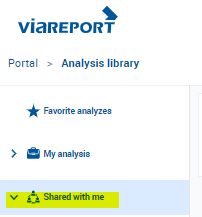 viareport
Portal > Analysis library
Favorite analyzes
My analysis
Shared with me